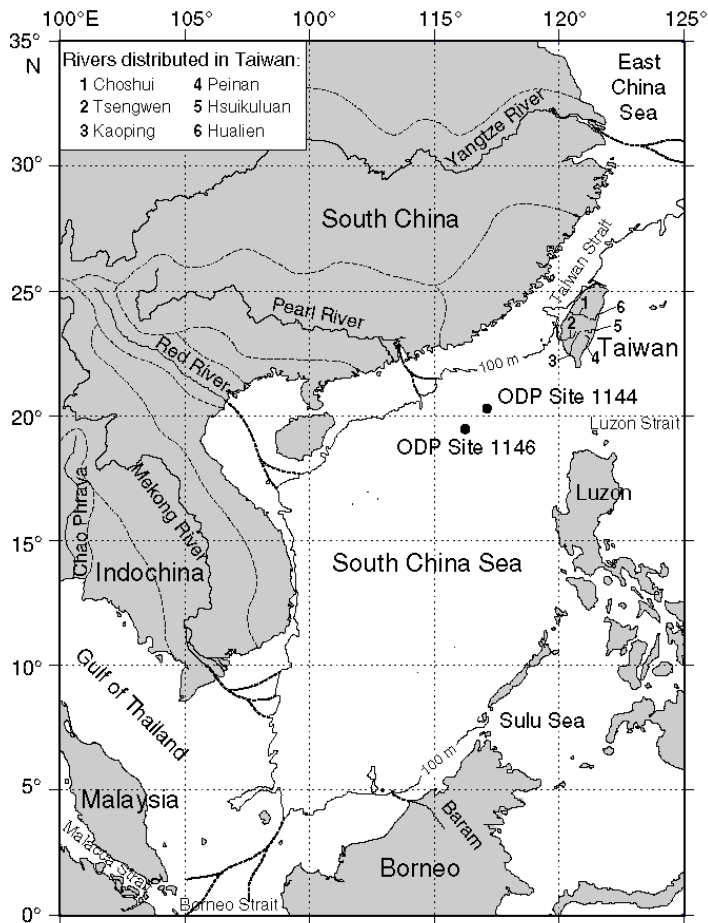 100°E 105° 110° 115° 120° 125°
35°
N
Rivers distributed in Taiwan:
1 Choshui 4 Peinan
2 Tsengwen 5 Hsuikuluan
3 Kaoping 6 Hualien
East
China
Sea
Yangtze River
30°
South China
Taiwan Strait
25°
Pearl River
1
6
2
5
3
4
Taiwan
100 m
Red River
ODP Site 1144
20°
Luzon Strait
ODP Site 1146
Chao Phraya
Mekong River
Luzon
15°
South China Sea
Indochina
10°
Gulf of Thailand
Sulu Sea
100 m
5°
Malaysia
Baram
Malacca Strait
Borneo
Borneo Strait
0°